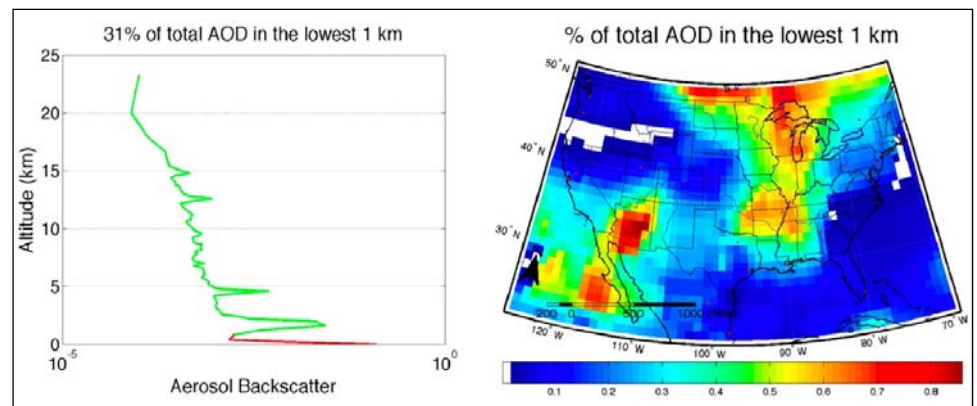 31% of total AOD in the lowest 1 km
25
20
15
10
5
0
Altitude (km)
10-5
100
Aerosol Backscatter
% of total AOD in the lowest 1 km
50°N
40°N
30°N
200
0
500
1000
120°W
110°W
100°W
90°W
80°W
70°W
0.1
0.2
0.3
0.4
0.5
0.6
0.7
0.8